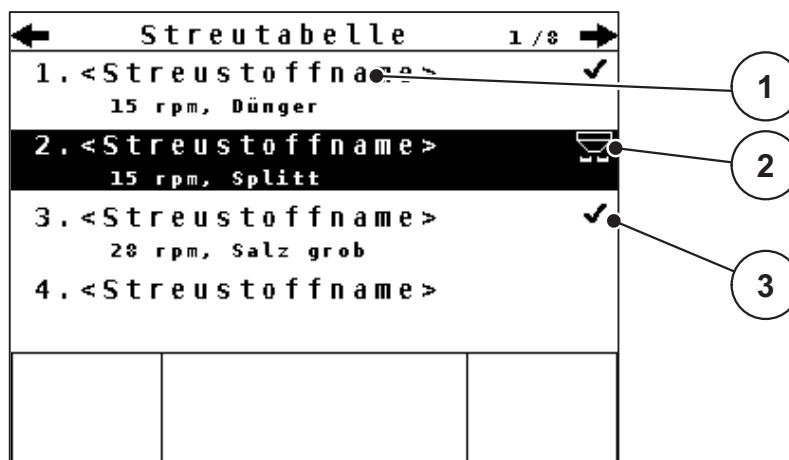 Streutabelle 1/8
1.<Streustoffname>
15 rpm, Dünger
2.<Streustoffname>
15 rpm, Splitt
3.<Streustoffname>
28 rpm, Salz grob
4.<Streustoffname>
1
2
3